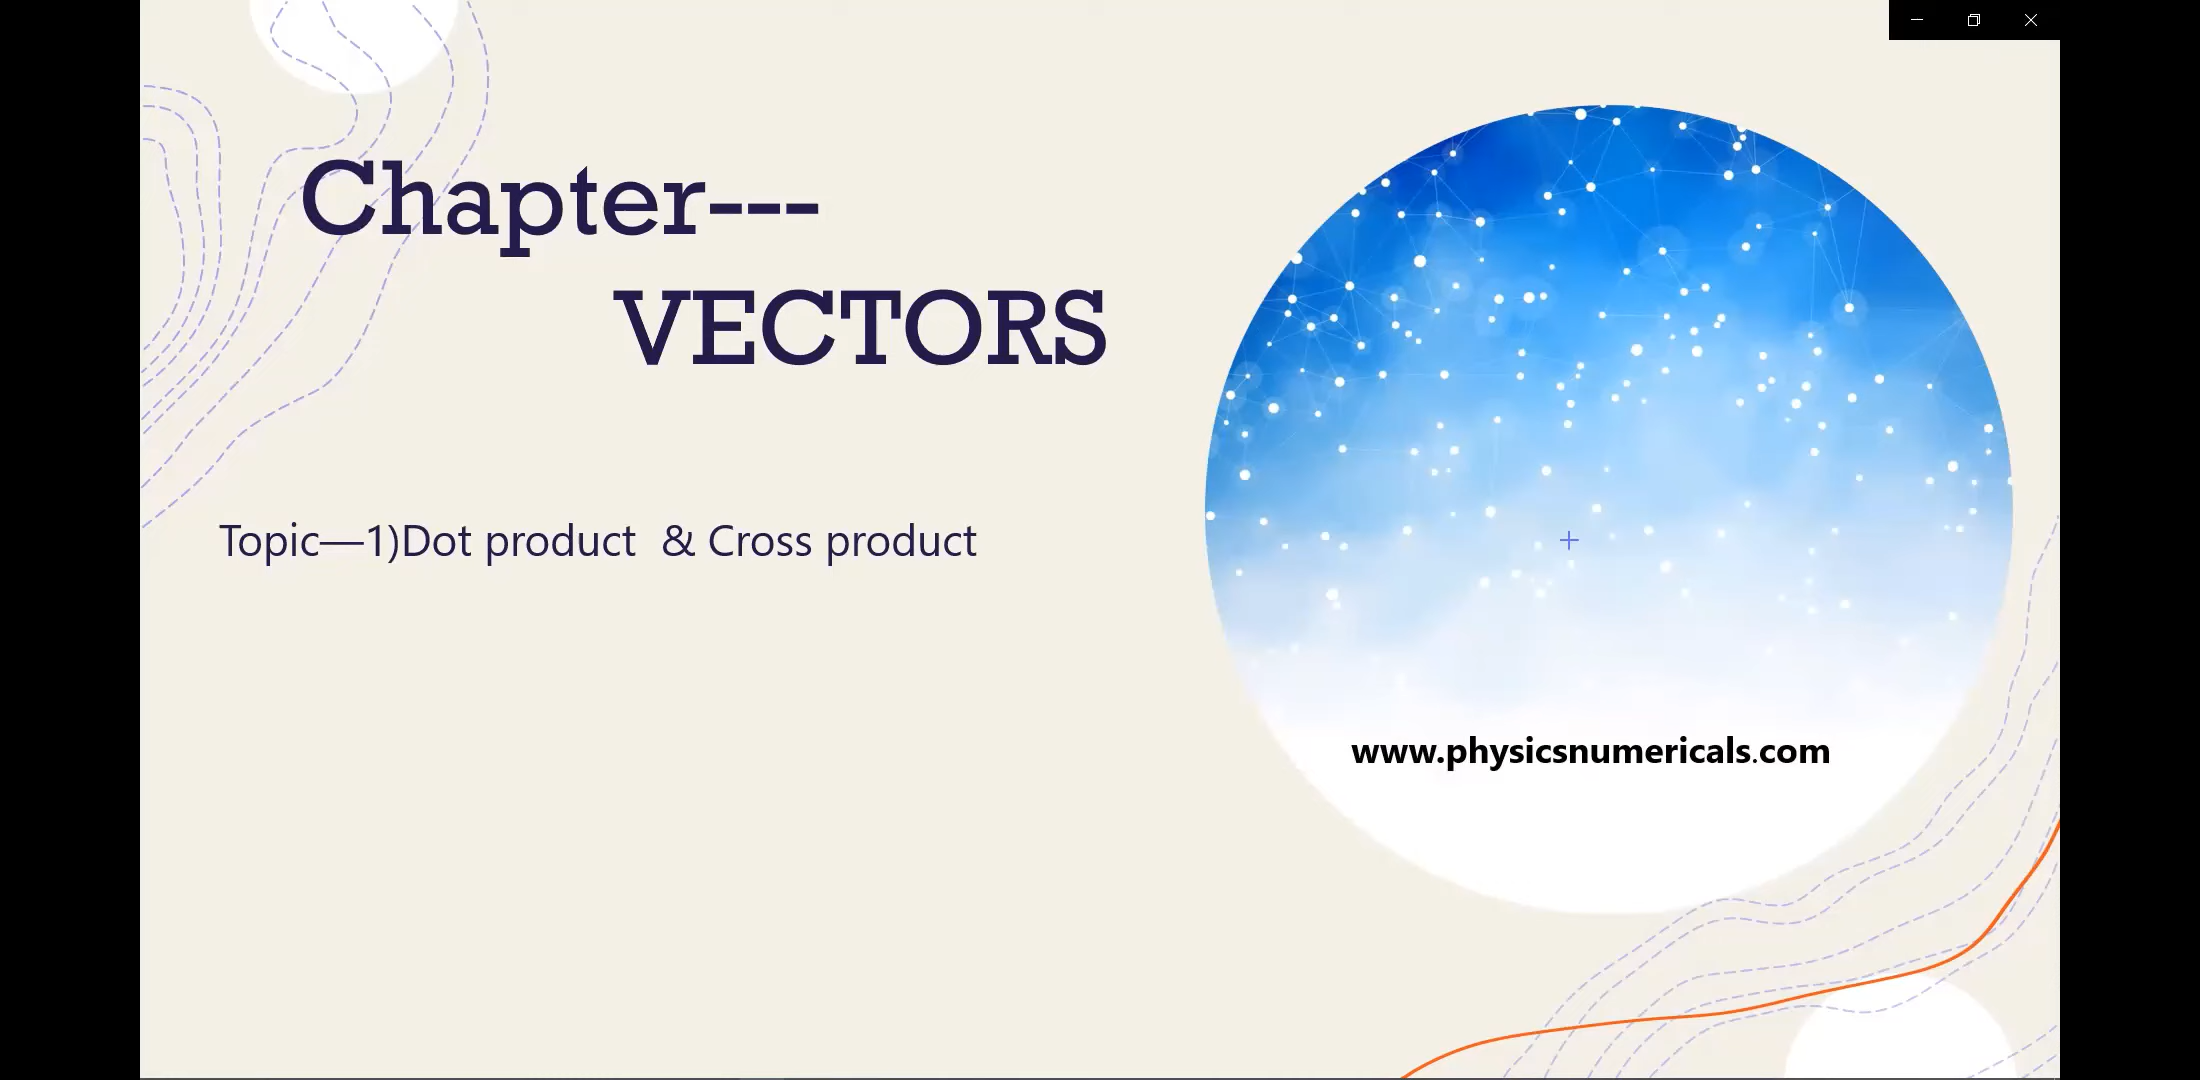 Chapter---
VECTORS
Topic—1)Dot product & Cross product
www.physicsnumericals.com